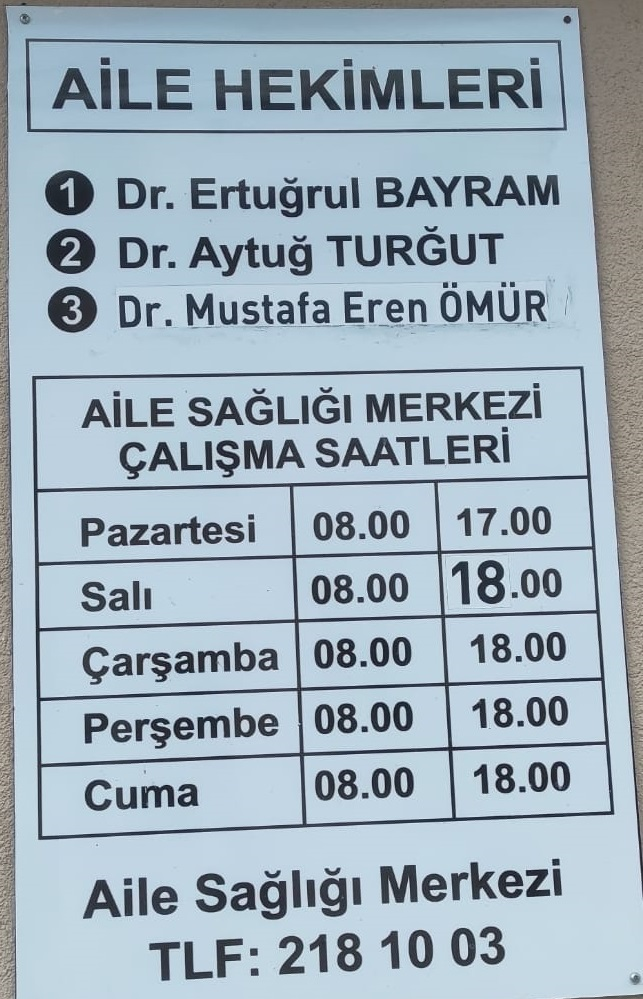 AİLE HEKİMLERİ
1 Dr. Ertuğrul BAYRAM
2 Dr. Aytuğ TURĞUT
3 Dr. Mustafa Eren ÖMÜR
AİLE SAĞLIĞI MERKEZİ
ÇALIŞMA SAATLERİ
Pazartesi 08.00 17.00
Salı 08.00 18.00
Çarşamba 08.00 18.00
Perşembe 08.00 18.00
Cuma 08.00 18.00
Aile Sağlığı Merkezi
TLF: 218 10 03